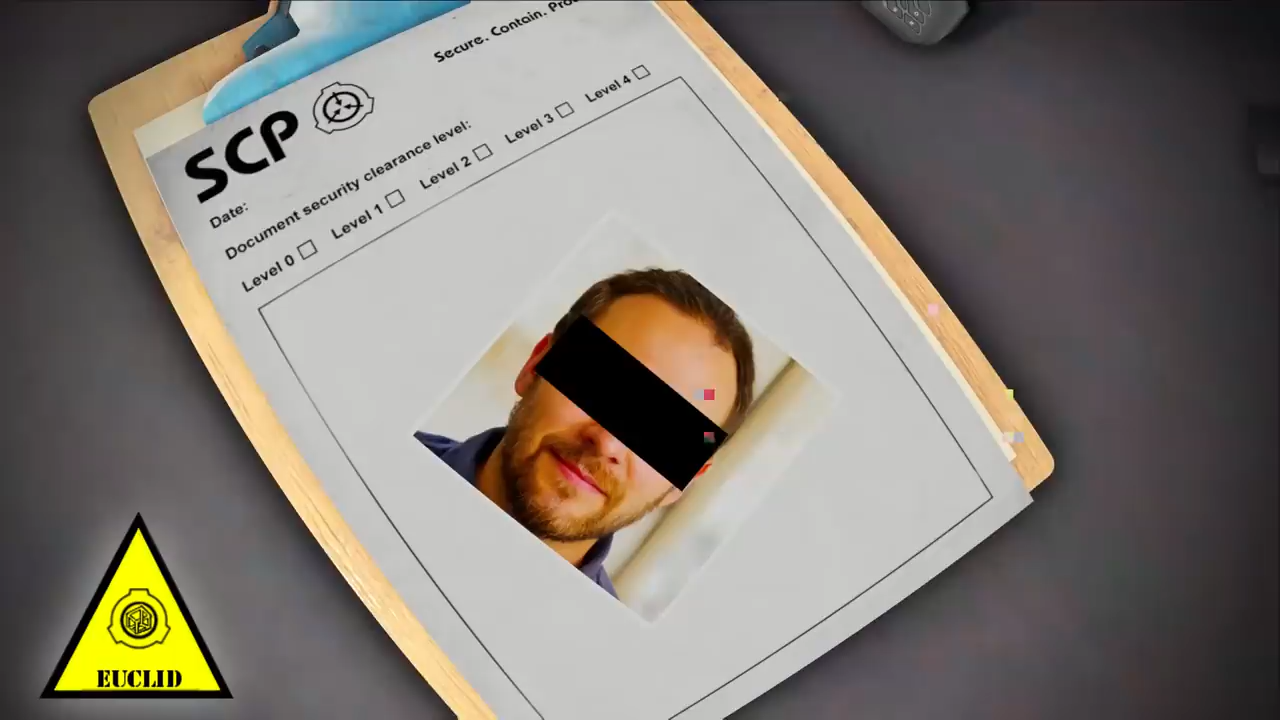 Secure. Contain.
SCP
Date:
Document security clearance level:
Level 0 Level 1 Level 2 Level 3 Level 4
EUCLID